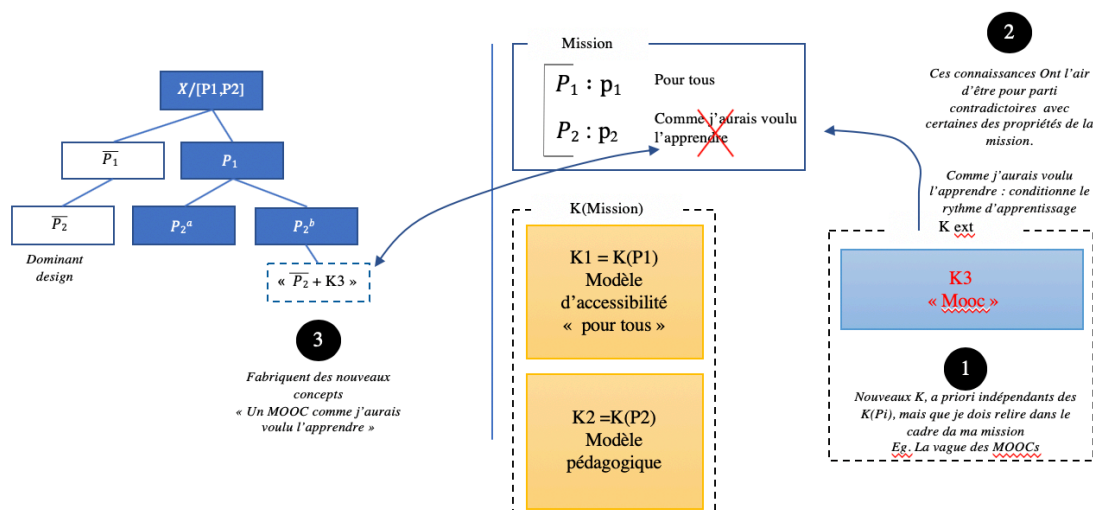 X/[P1,P2]
P1
P1
P2
P2a
P2b
Dominant
design
« P2 + K3 »
3
Fabriquent des nouveaux
concepts
« Un MOOC comme j'aurais
voulu l'apprendre »
Mission
P1 : p1
Pour tous
P2 : p2
Comme j'aurais voulu
l'apprendre
K(Mission)
K1 = K(P1)
Modèle
d'accessibilité
« pour tous »
K2 =K(P2)
Modèle
pédagogique
2
Ces connaissances Ont l'air
d'être pour parti
contradictoires avec
certaines des propriétés de la
mission.
Comme j'aurais voulu
l'apprendre : conditionne le
rythme d'apprentissage
K ext
K3
« Mooc »
1
Nouveaux K, a priori indépendants des
K(Pi), mais que je dois relire dans le
cadre da ma mission
Eg. La vague des MOOCs